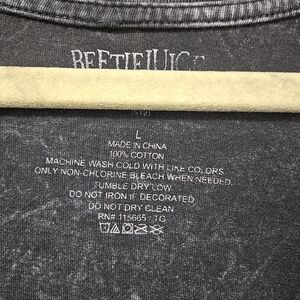 BEETLEJUICE
L
MADE IN CHINA
100% COTTON
MACHINE WASH COLD WITH LIKE COLORS
ONLY NON-CHLORINE BLEACH WHEN NEEDED
TUMBLE DRY LOW
DO NOT IRON IF DECORATED
DO NOT DRY CLEAN
RN# 115665 / TG